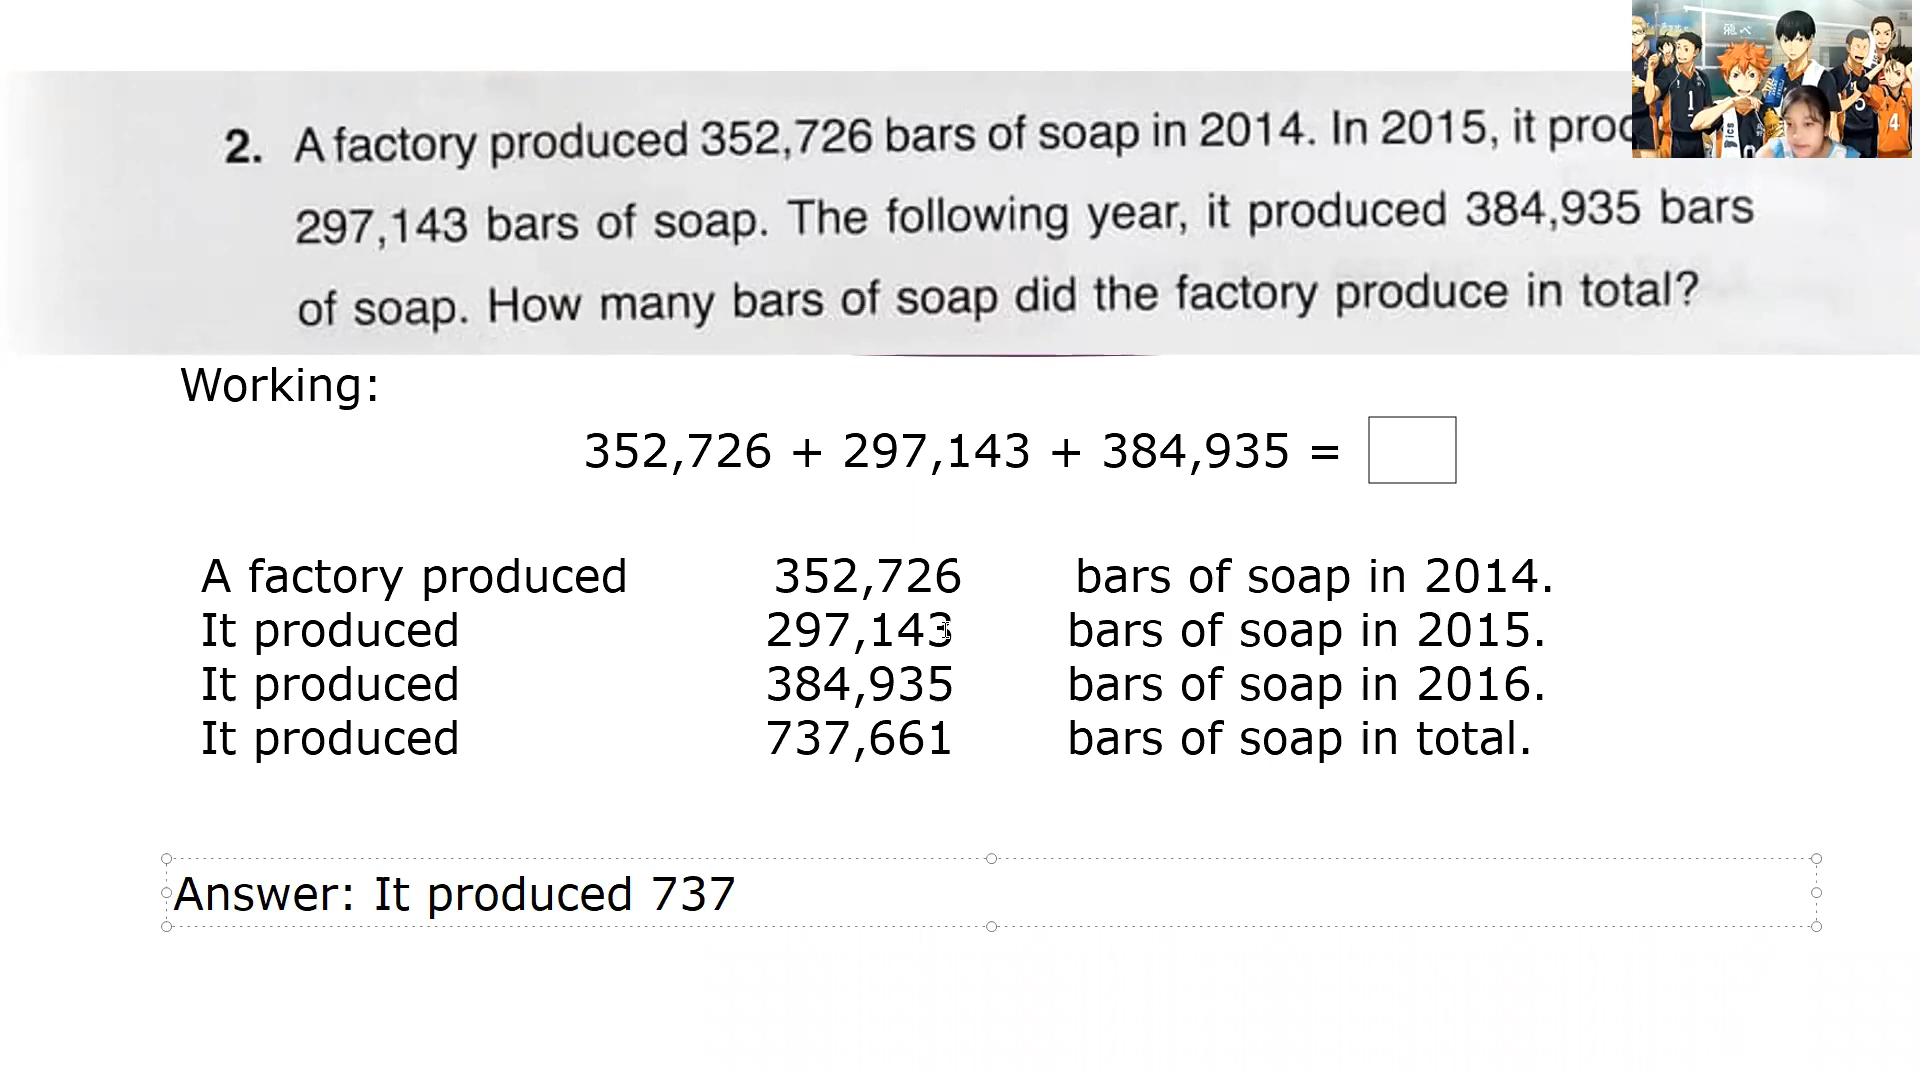 2. A factory produced 352,726 bars of soap in 2014. In 2015, it proc
297,143 bars of soap. The following year, it produced 384,935 bars
of soap. How many bars of soap did the factory produce in total?
Working:
352,726 + 297,143 + 384,935 =
A factory produced 352,726 bars of soap in 2014.
It produced 297,143 bars of soap in 2015.
It produced 384,935 bars of soap in 2016.
It produced 737,661 bars of soap in total.
Answer: It produced 737
飛べ
1
4